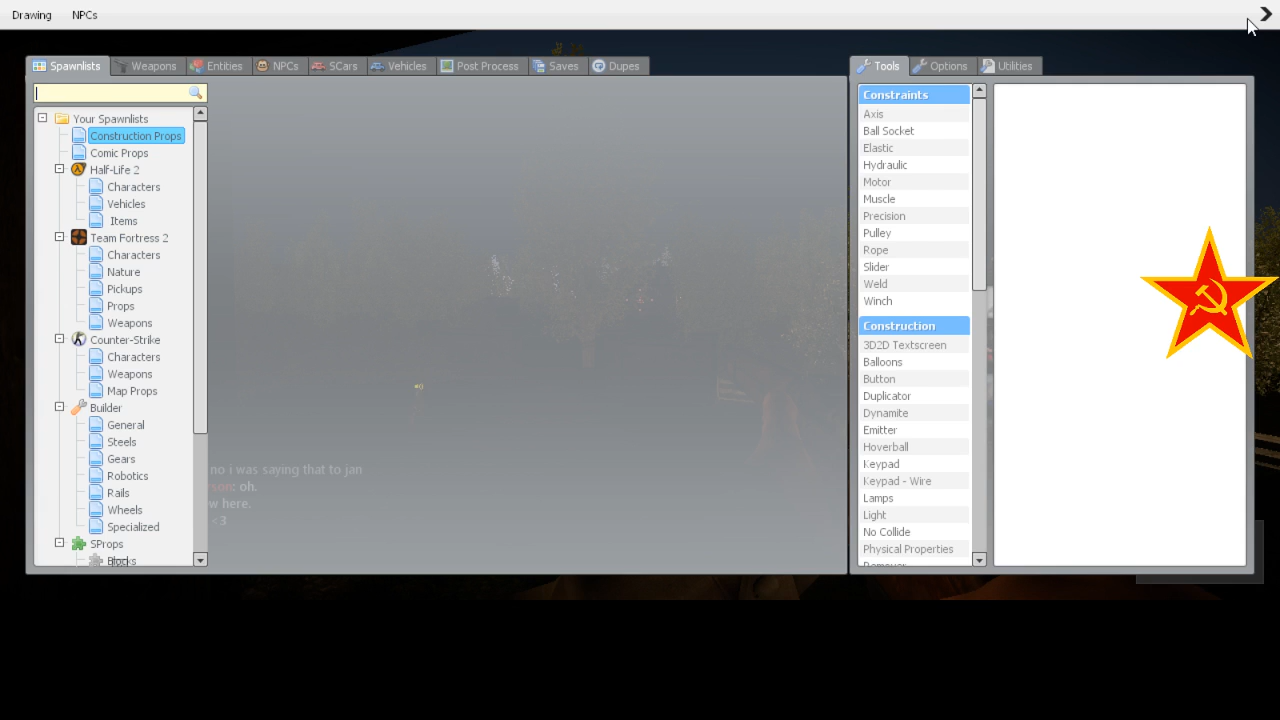 Drawing NPCs
Spawnlists Weapons Entities NPCs SCars Vehicles Post Process Saves Dupes
Your Spawnlists
Construction Props
Comic Props
Half-Life 2
Characters
Vehicles
Items
Team Fortress 2
Characters
Nature
Pickups
Props
Weapons
Counter-Strike
Characters
Weapons
Map Props
Builder
General
Steels
Gears
Robotics
Rails
Wheels
Specialized
SProps
Blocks
no i was saying that to jan
oh.
here.
<3
Tools Options Utilities
Constraints
Axis
Ball Socket
Elastic
Hydraulic
Motor
Muscle
Precision
Pulley
Rope
Slider
Weld
Winch
Construction
3D2D Textscreen
Balloons
Button
Duplicator
Dynamite
Emitter
Hoverball
Keypad
Keypad - Wire
Lamps
Light
No Collide
Physical Properties